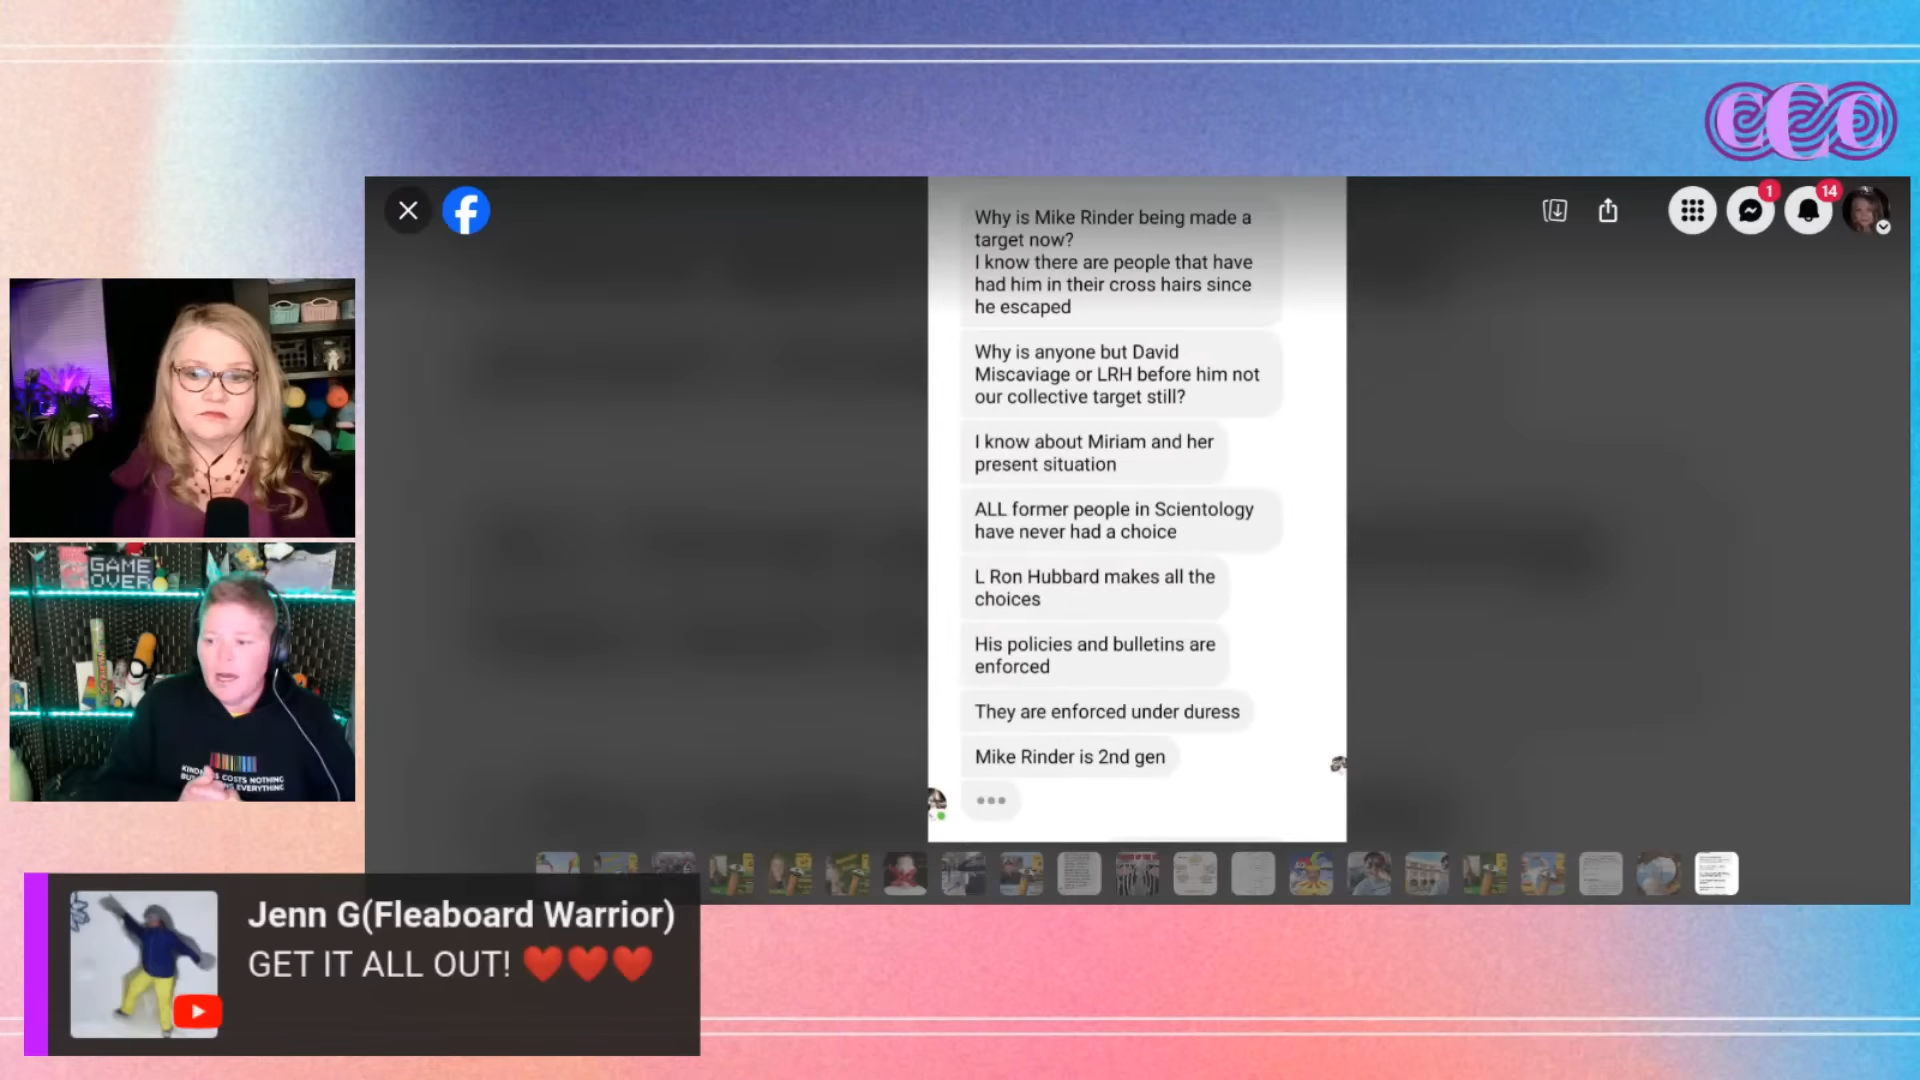 CCC
1
14
Why is Mike Rinder being made a
target now?
I know there are people that have
had him in their cross hairs since
he escaped
Why is anyone but David
Miscaviage or LRH before him not
our collective target still?
I know about Miriam and her
present situation
ALL former people in Scientology
have never had a choice
L Ron Hubbard makes all the
choices
His policies and bulletins are
enforced
They are enforced under duress
Mike Rinder is 2nd gen
GAME
OVER
COSTS NOTHING
EVERYTHING
Jenn G(Fleaboard Warrior)
GET IT ALL OUT! ❤️❤️❤️